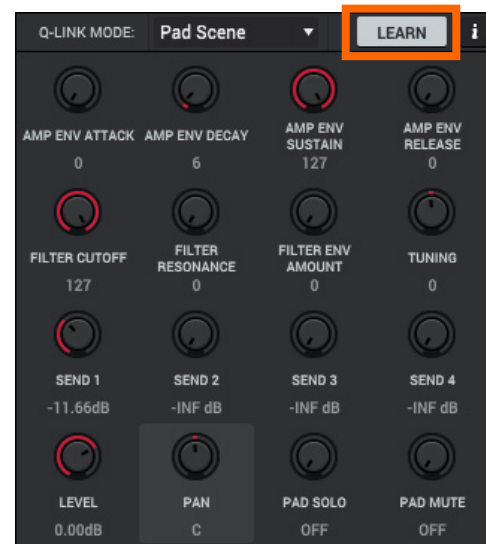 Q-LINK MODE: Pad Scene LEARN i
AMP ENV ATTACK AMP ENV DECAY AMP ENV SUSTAIN AMP ENV RELEASE
0 6 127 0
FILTER CUTOFF FILTER RESONANCE FILTER ENV AMOUNT TUNING
127 0 0 0
SEND 1 SEND 2 SEND 3 SEND 4
-11.66dB -INF dB -INF dB -INF dB
LEVEL PAN PAD SOLO PAD MUTE
0.00dB C OFF OFF